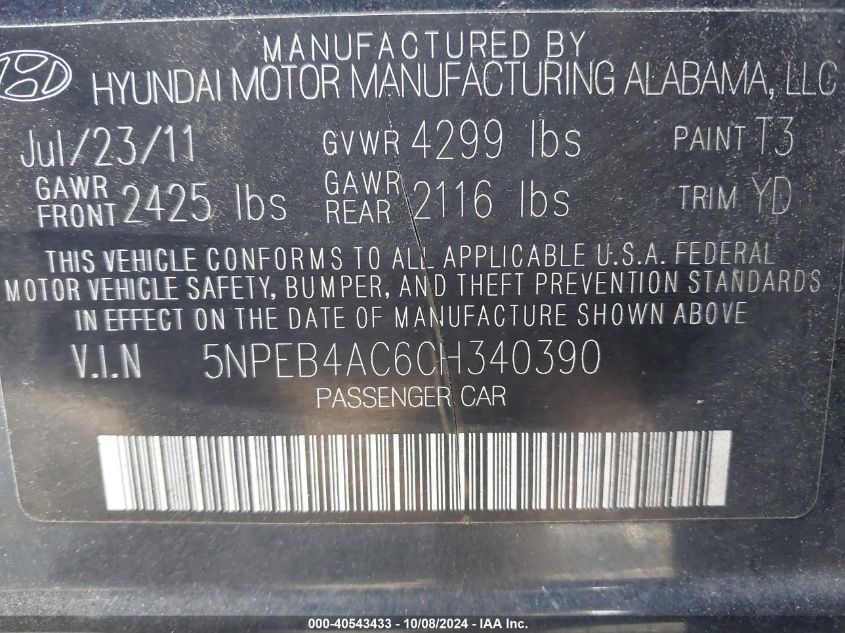 MANUFACTURED BY
HYUNDAI MOTOR MANUFACTURING ALABAMA, LLC
Jul/23/11 GVWR 4299 lbs PAINT T3
GAWR FRONT 2425 lbs GAWR REAR 2116 lbs TRIM YD
THIS VEHICLE CONFORMS TO ALL APPLICABLE U.S.A. FEDERAL
MOTOR VEHICLE SAFETY, BUMPER, AND THEFT PREVENTION STANDARDS
IN EFFECT ON THE DATE OF MANUFACTURE SHOWN ABOVE
V.I.N 5NPEB4AC6CH340390
PASSENGER CAR
000-40543433 - 10/08/2024 - IAA Inc.